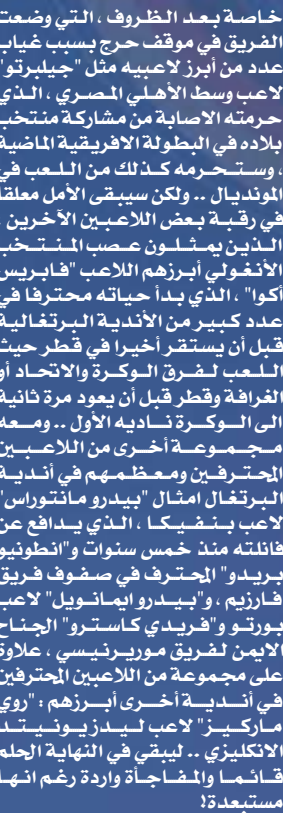 خاصة بعد الظروف ، التي وضعت
الفريق في موقف حرج بسبب غياب
عدد من أبرز لاعبيه مثل "جيلبرتو"
لاعب وسط الأهلي المصري ، الذي
حرمته الاصابة من مشاركة منتخب
بلاده في البطولة الافريقية الماضية
، وستحرمه كذلك من اللعب في
المونديال .. ولكن سيبقى الأمل معلقا
في رقبة بعض اللاعبين الآخرين ،
الذين يمثلون عصب المنتخب
الأنغولي أبرزهم اللاعب "فابريس
أكوا" ، الذي بدأ حياته محترفا في
عدد كبير من الأندية البرتغالية
قبل أن يستقر أخيرا في قطر حيث
اللعب لفرق الوكرة والاتحاد أو
الغرافة وقطر قبل أن يعود مرة ثانية
الى الوكرة ناديه الأول .. ومعه
مجموعة أخرى من اللاعبين
المحترفين ومعظمهم في أندية
البرتغال امثال "بيدرو مانتوراس"
لاعب بنفيكا ، الذي يدافع عن
فانلته منذ خمس سنوات و"انطونيو
بريدو" المحترف في صفوف فريق
فارزيم ، و"بيدرو ايمانويل" لاعب
بورتو و"فريدي كاسترو" الجناح
الايمن لفريق موريرنيسي ، علاوة
على مجموعة من اللاعبين المحترفين
في أندية أخرى أبرزهم : "روي
ماركيز" لاعب ليدز يونيتد
الانكليزي .. ليبقي في النهاية الحلم
قائما والمفاجأة واردة رغم انها
مستبعدة!